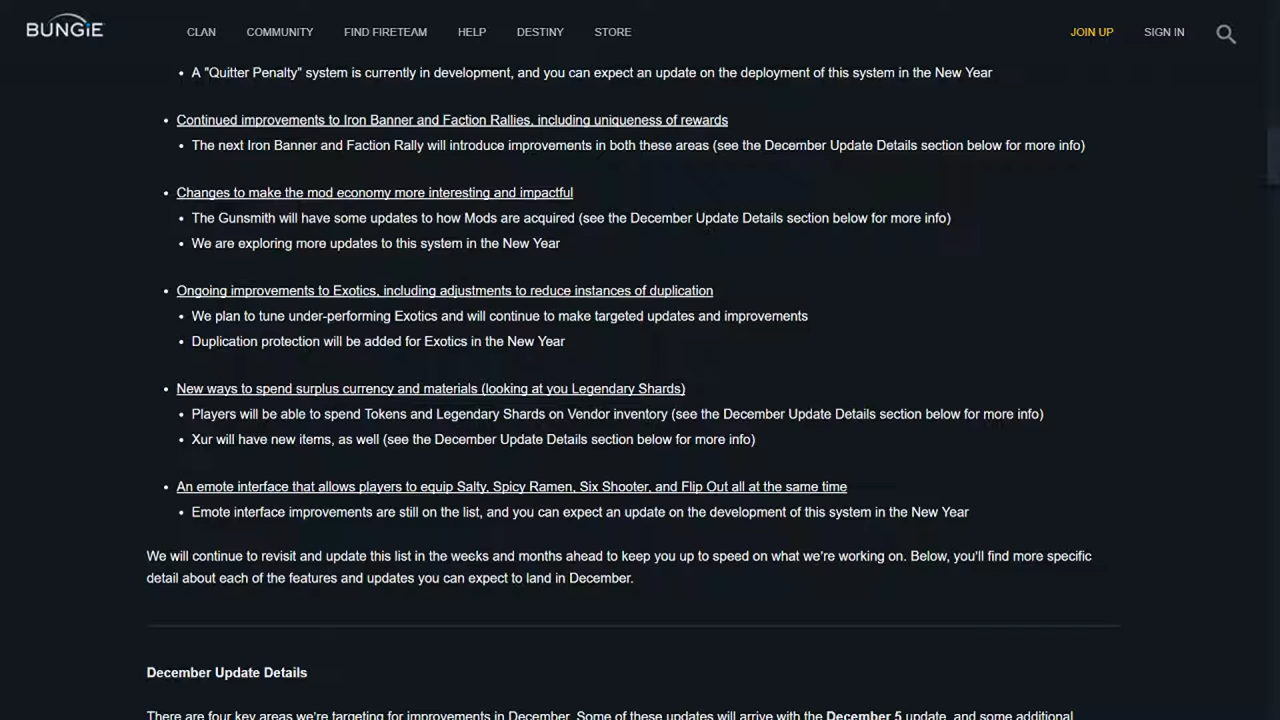 BUNGiE
CLAN
COMMUNITY
FIND FIRETEAM
HELP
DESTINY
STORE
JOIN UP
SIGN IN
• A "Quitter Penalty" system is currently in development, and you can expect an update on the deployment of this system in the New Year
• Continued improvements to Iron Banner and Faction Rallies, including uniqueness of rewards
• The next Iron Banner and Faction Rally will introduce improvements in both these areas (see the December Update Details section below for more info)
• Changes to make the mod economy more interesting and impactful
• The Gunsmith will have some updates to how Mods are acquired (see the December Update Details section below for more info)
• We are exploring more updates to this system in the New Year
• Ongoing improvements to Exotics, including adjustments to reduce instances of duplication
• We plan to tune under-performing Exotics and will continue to make targeted updates and improvements
• Duplication protection will be added for Exotics in the New Year
• New ways to spend surplus currency and materials (looking at you Legendary Shards)
• Players will be able to spend Tokens and Legendary Shards on Vendor inventory (see the December Update Details section below for more info)
• Xur will have new items, as well (see the December Update Details section below for more info)
• An emote interface that allows players to equip Salty, Spicy Ramen, Six Shooter, and Flip Out all at the same time
• Emote interface improvements are still on the list, and you can expect an update on the development of this system in the New Year
We will continue to revisit and update this list in the weeks and months ahead to keep you up to speed on what we're working on. Below, you'll find more specific
detail about each of the features and updates you can expect to land in December.
December Update Details
There are four key areas we're targeting for improvements in December. Some of these updates will arrive with the December 5 update, and some additional